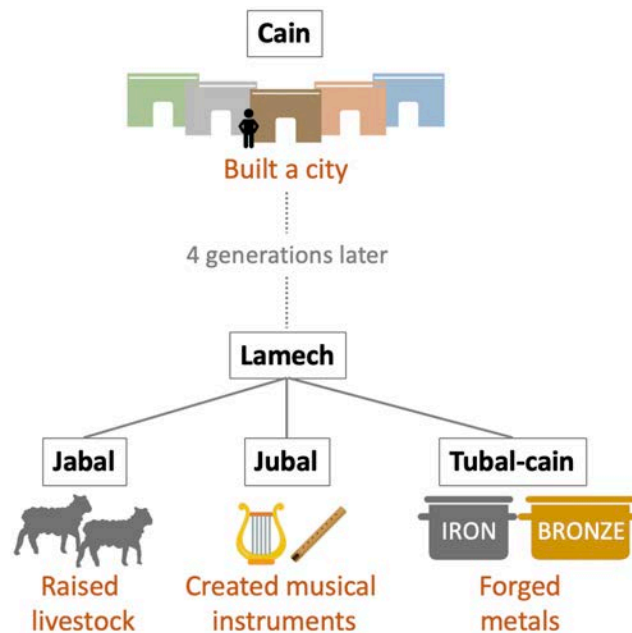 Cain
Built a city
4 generations later
Lamech
Jabal
Jubal
Tubal-cain
IRON
BRONZE
Raised
livestock
Created musical
instruments
Forged
metals